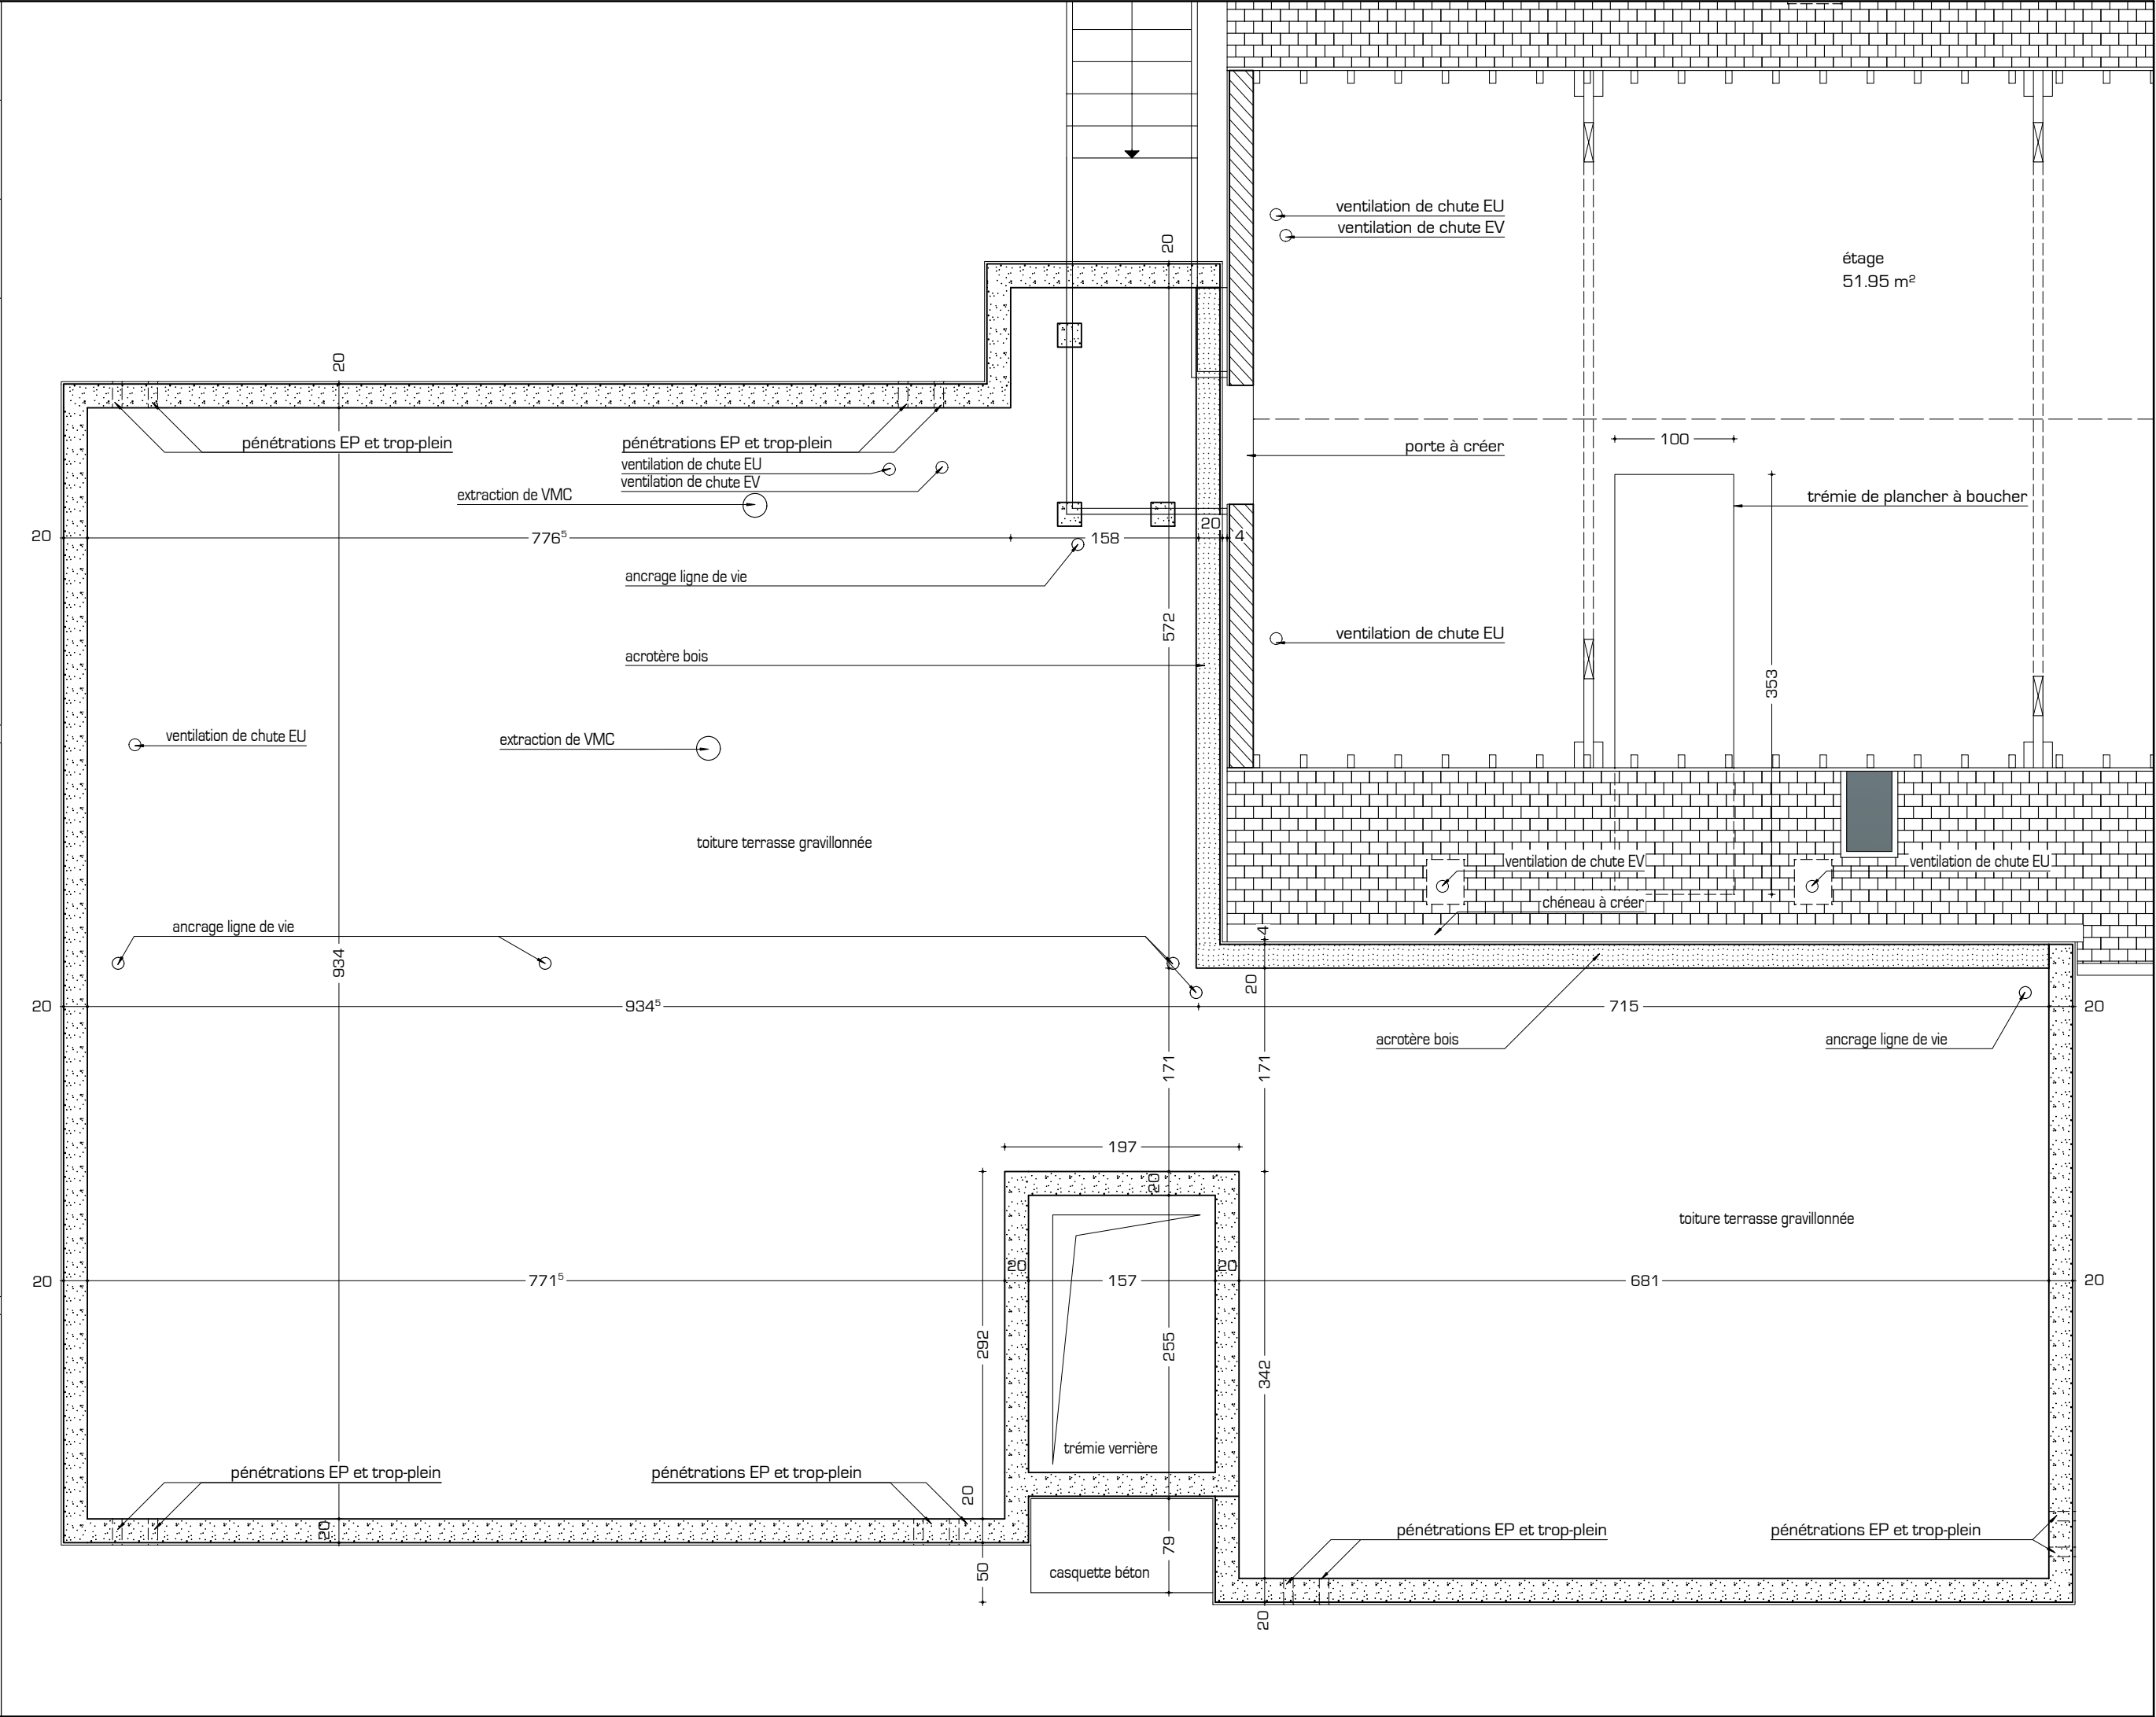 ventilation de chute EU
ventilation de chute EV
étage
51.95 m²
20
20
pénétrations EP et trop-plein
pénétrations EP et trop-plein
ventilation de chute EU
ventilation de chute EV
extraction de VMC
porte à créer
100
trémie de plancher à boucher
20
776⁵
158
20
4
ancrage ligne de vie
572
ventilation de chute EU
acrotère bois
353
ventilation de chute EU
extraction de VMC
toiture terrasse gravillonnée
ventilation de chute EV
ventilation de chute EU
chéneau à créer
ancrage ligne de vie
934
4
20
20
934⁵
715
20
acrotère bois
ancrage ligne de vie
171
171
197
20
toiture terrasse gravillonnée
20
771⁵
20
157
20
681
20
292
255
342
trémie verrière
pénétrations EP et trop-plein
pénétrations EP et trop-plein
20
20
pénétrations EP et trop-plein
pénétrations EP et trop-plein
50
79
casquette béton
20